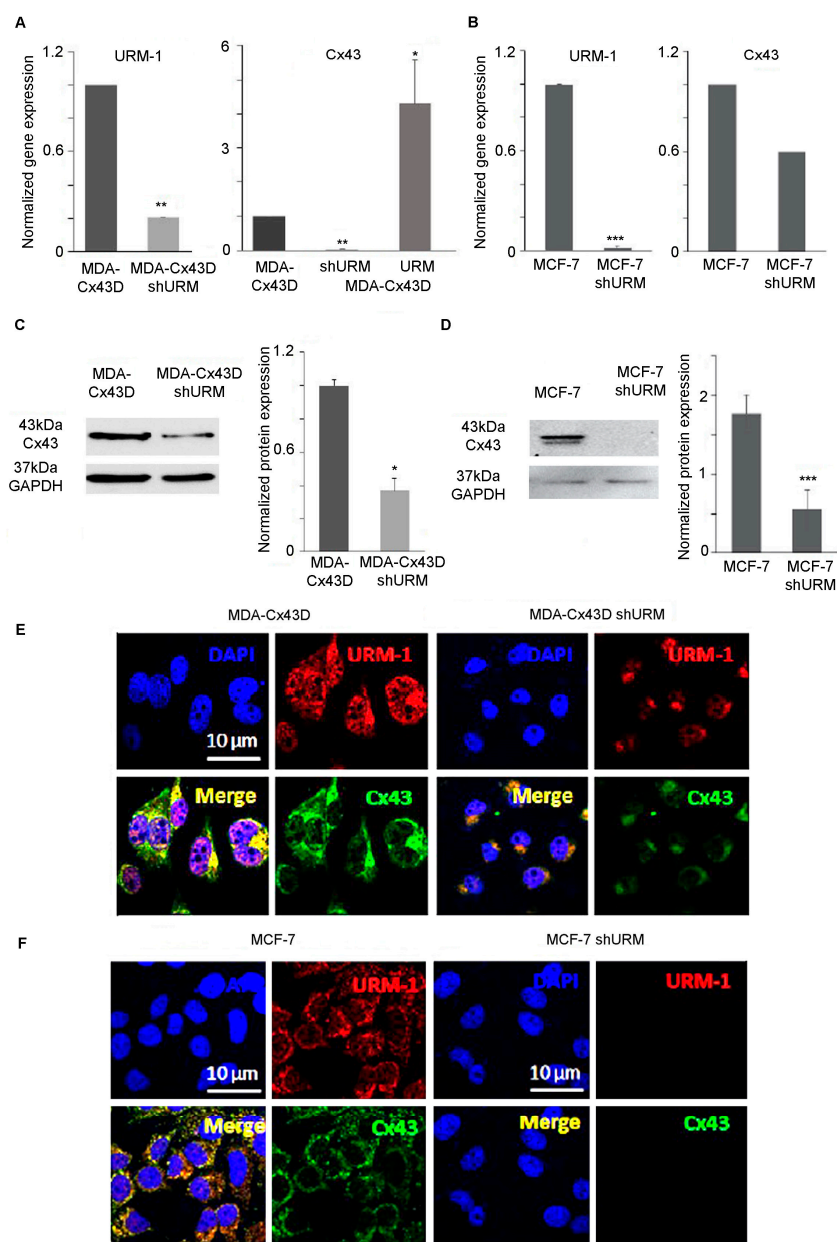 A
URM-1
Normalized gene expression
1.2
0
**
MDA-
Cx43D
MDA-Cx43D
shURM
Cx43
6
3
0
**
*
MDA-
Cx43D
shURM
URM
MDA-Cx43D
B
URM-1
Normalized gene expression
1.2
0
***
MCF-7
MCF-7
shURM
Cx43
1.2
0
MCF-7
MCF-7
shURM
C
MDA-
Cx43D
MDA-Cx43D
shURM
43kDa
Cx43
37kDa
GAPDH
Normalized protein expression
1.2
0.6
0
*
MDA-
Cx43D
MDA-Cx43D
shURM
D
MCF-7
MCF-7
shURM
43kDa
Cx43
37kDa
GAPDH
Normalized protein expression
2
1
0
***
MCF-7
MCF-7
shURM
E
MDA-Cx43D
MDA-Cx43D shURM
DAPI
URM-1
DAPI
URM-1
10 µm
Merge
Cx43
Merge
Cx43
F
MCF-7
MCF-7 shURM
URM-1
DAPI
URM-1
10 µm
10 µm
Merge
Cx43
Merge
Cx43